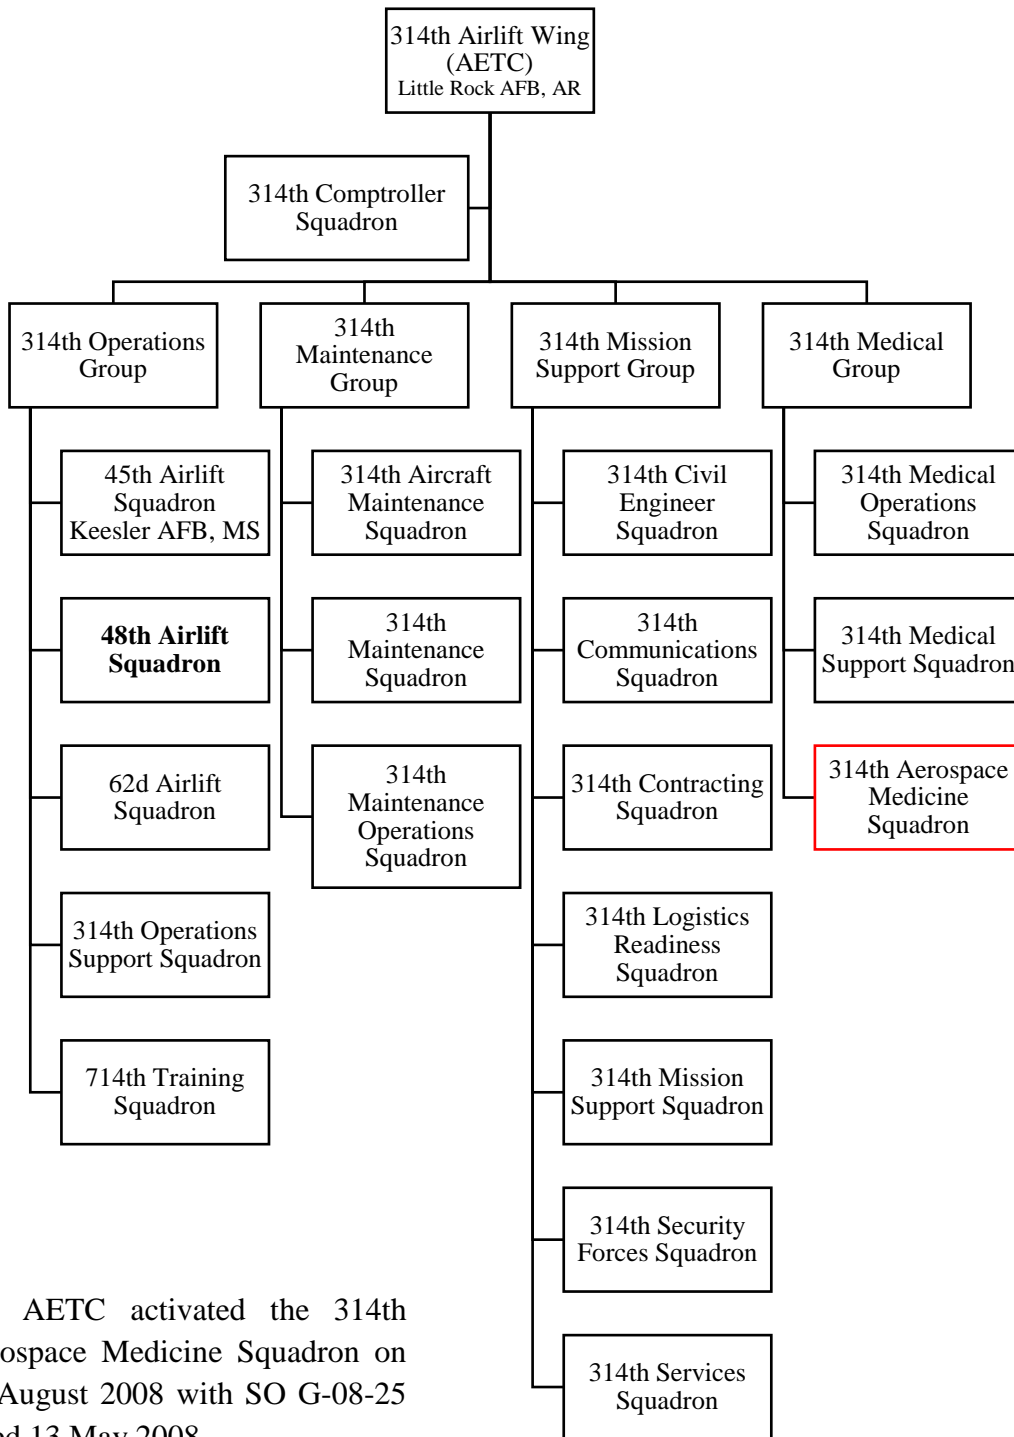 314th Airlift Wing
(AETC)
Little Rock AFB, AR
314th Comptroller
Squadron
314th Operations
Group
314th
Maintenance
Group
314th Mission
Support Group
314th Medical
Group
45th Airlift
Squadron
Keesler AFB, MS
48th Airlift
Squadron
62d Airlift
Squadron
314th Operations
Support Squadron
714th Training
Squadron
314th Aircraft
Maintenance
Squadron
314th
Maintenance
Squadron
314th
Maintenance
Operations
Squadron
314th Civil
Engineer
Squadron
314th
Communications
Squadron
314th Contracting
Squadron
314th Logistics
Readiness
Squadron
314th Mission
Support Squadron
314th Security
Forces Squadron
314th Services
Squadron
314th Medical
Operations
Squadron
314th Medical
Support Squadron
314th Aerospace
Medicine
Squadron
AETC activated the 314th
ospace Medicine Squadron on
August 2008 with SO G-08-25
ed 13 May 2008